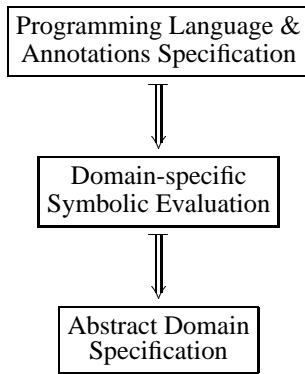 Programming Language &
Annotations Specification
Domain-specific
Symbolic Evaluation
Abstract Domain
Specification